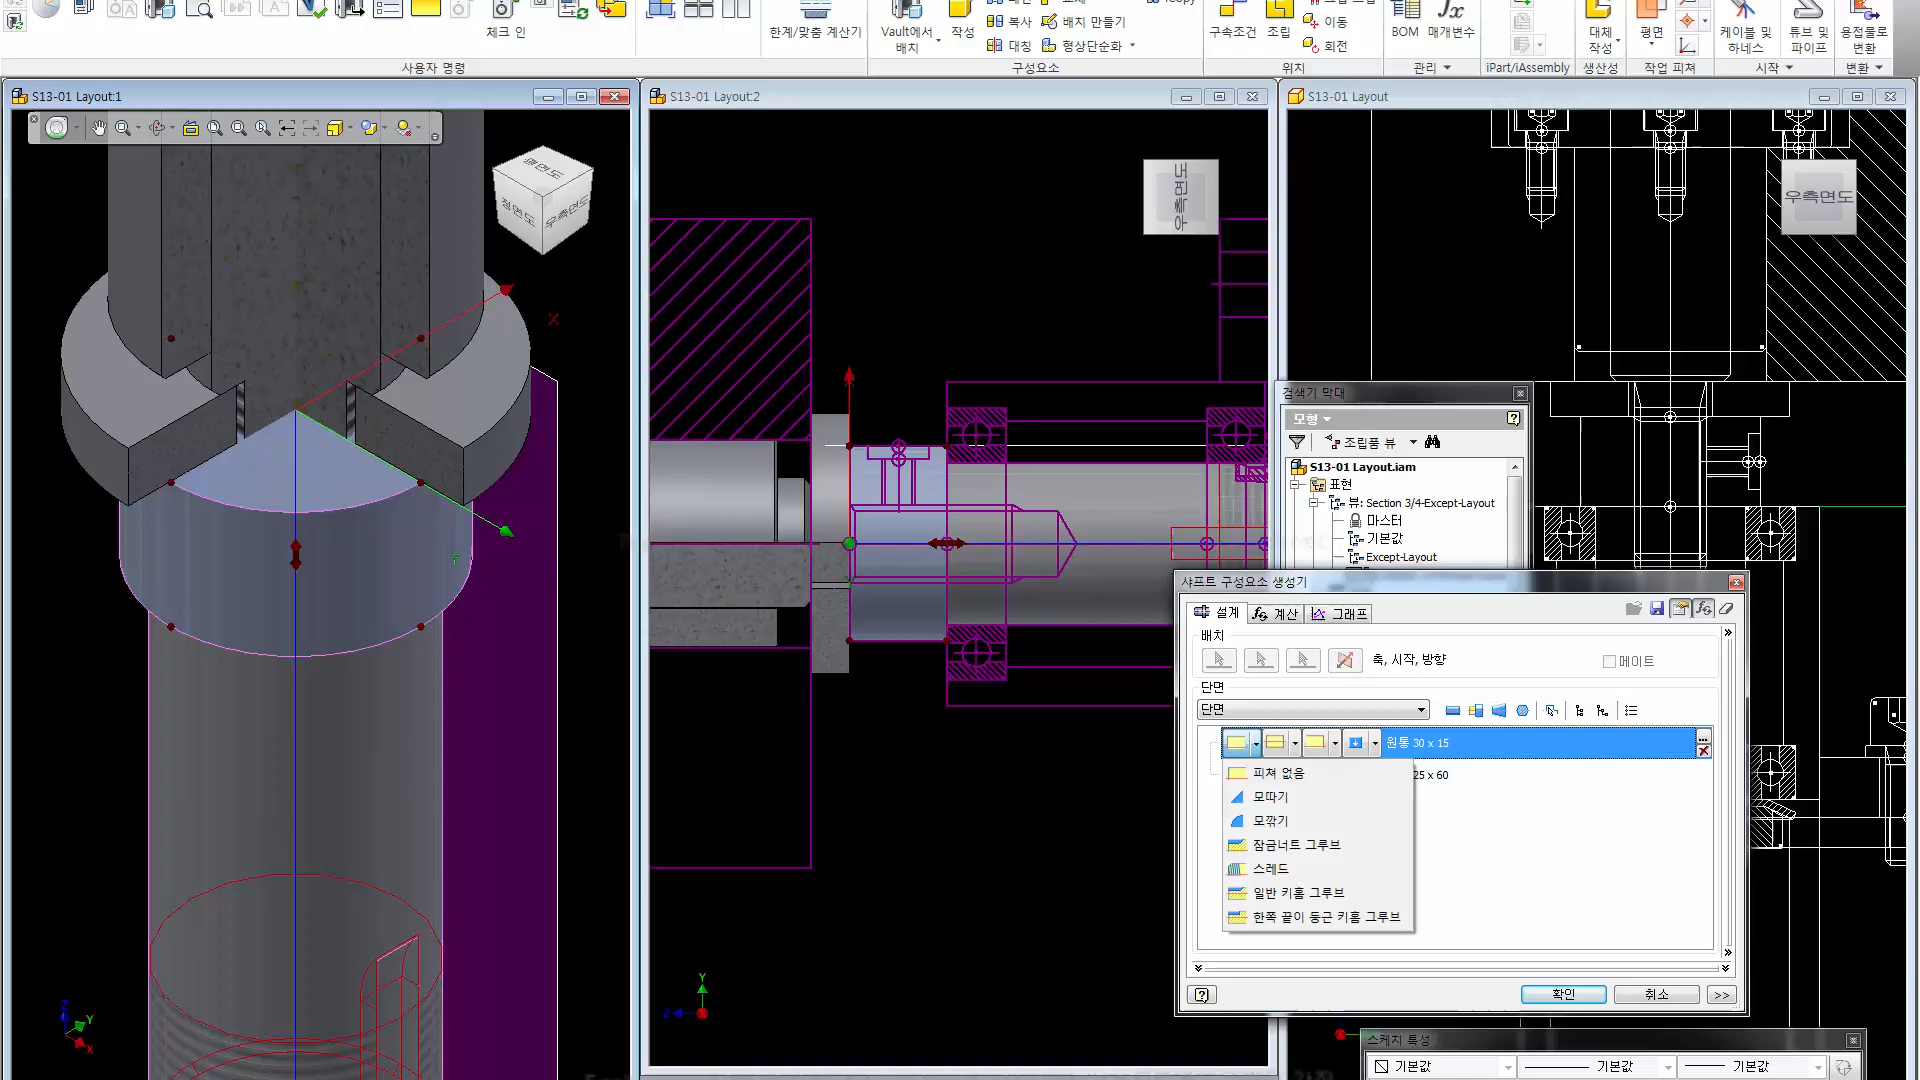 체크 인
사용자 명령
한계/맞춤 계산기
Vault에서
배치
작성
복사
대칭
배치 만들기
형상단순화
구성요소
구속조건
조립
이동
회전
위치
BOM
매개변수
관리
iPart/iAssembly
대체
작성
생산성
평면
작업 피쳐
케이블 및
하네스
튜브 및
파이프
시작
용접물로
변환
변환
S13-01 Layout:1
S13-01 Layout:2
S13-01 Layout
평면도
정면도
우측면도
우측면도
우측면도
X
Y
검색기 막대
모형
조립품 뷰
S13-01 Layout.iam
표현
뷰: Section 3/4-Except-Layout
마스터
기본값
Except-Layout
샤프트 구성요소 생성기
설계
계산
그래프
배치
축, 시작, 방향
메이트
단면
단면
원통 30 x 15
25 x 60
피쳐 없음
모따기
모깎기
잠금너트 그루브
스레드
일반 키홈 그루브
한쪽 끝이 둥근 키홈 그루브
확인
취소
>>
Z
Y
X
Y
Z
스케치 특성
기본값
기본값
기본값